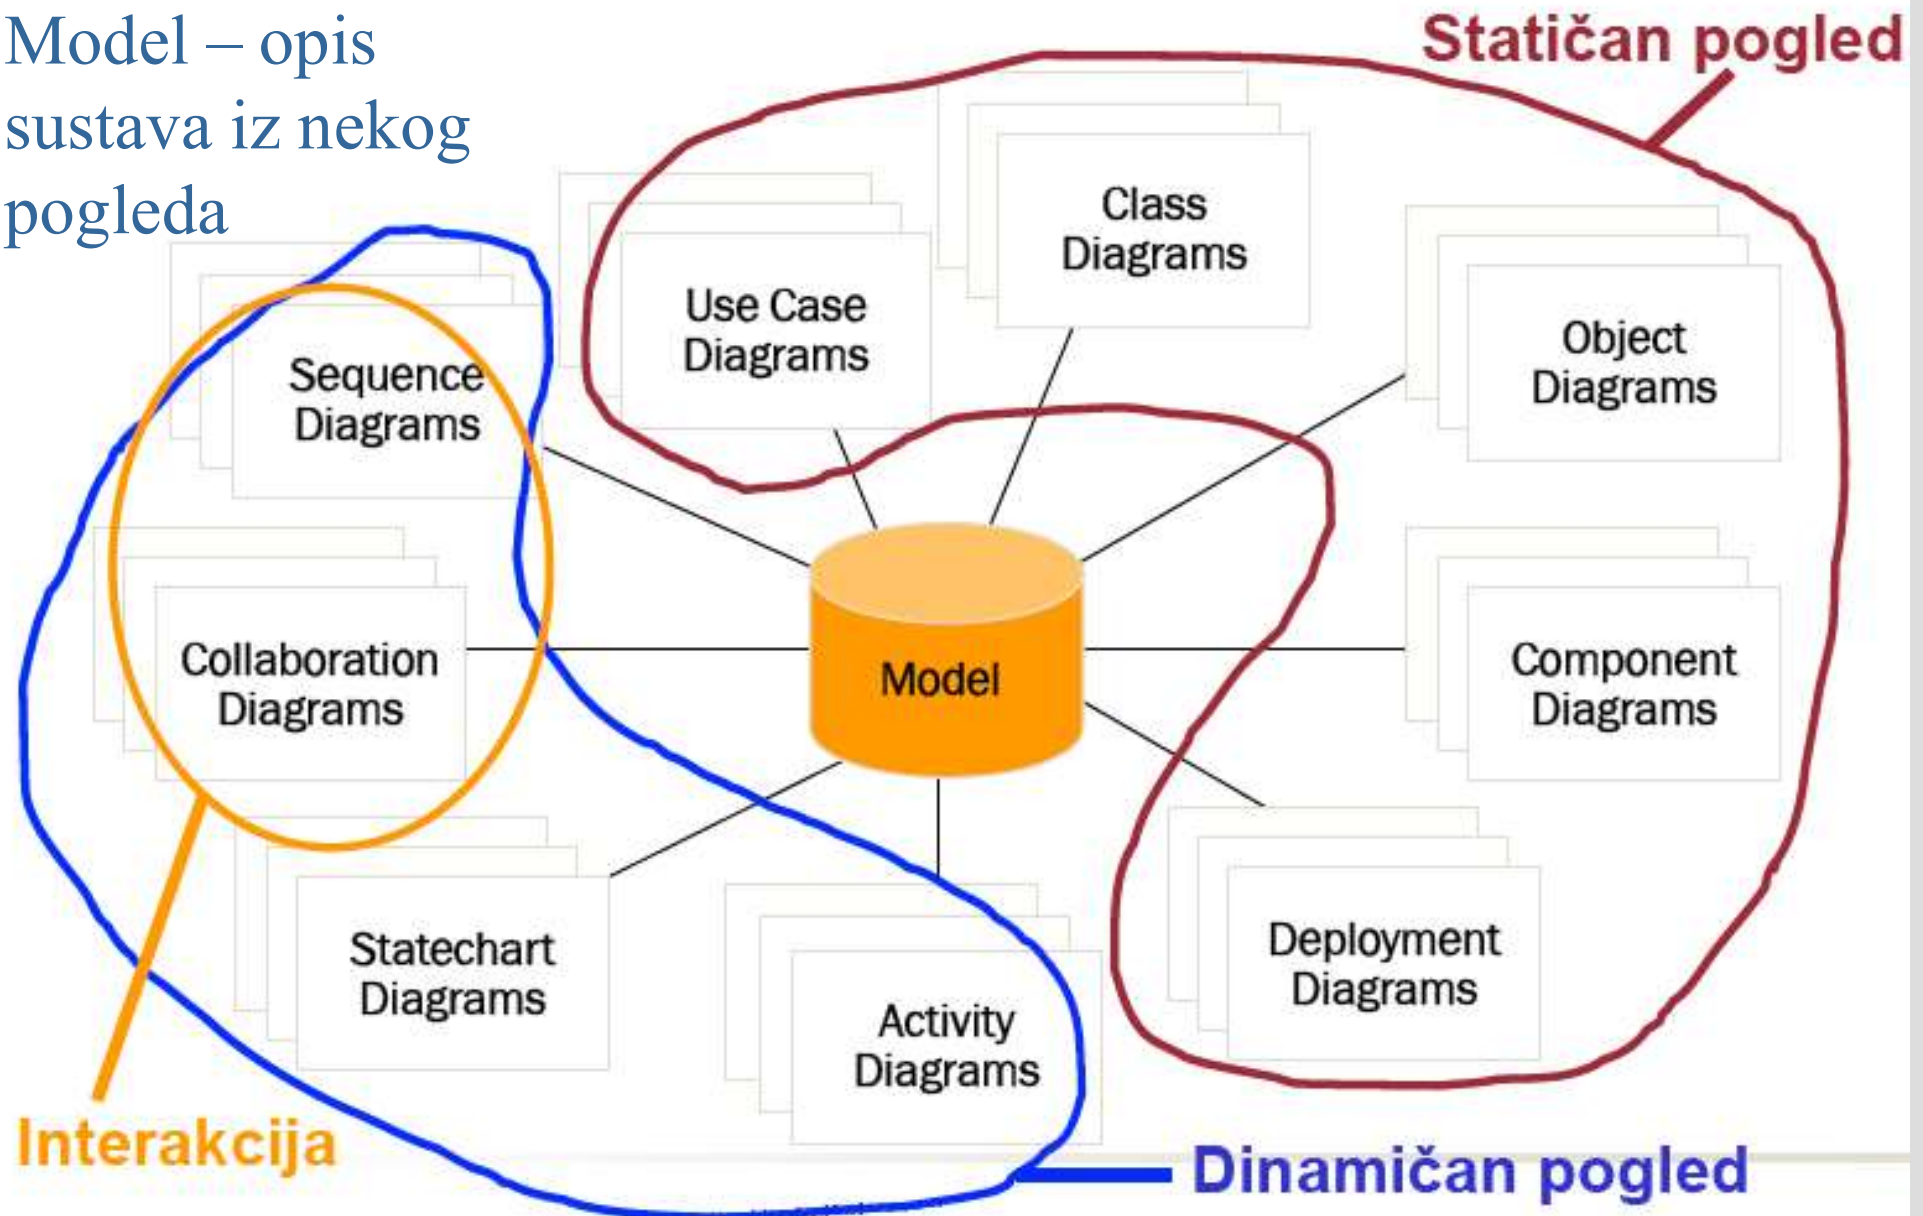 Model – opis
sustava iz nekog
pogleda
Statičan pogled
Class
Diagrams
Use Case
Diagrams
Object
Diagrams
Sequence
Diagrams
Collaboration
Diagrams
Model
Component
Diagrams
Statechart
Diagrams
Activity
Diagrams
Deployment
Diagrams
Interakcija
Dinamičan pogled